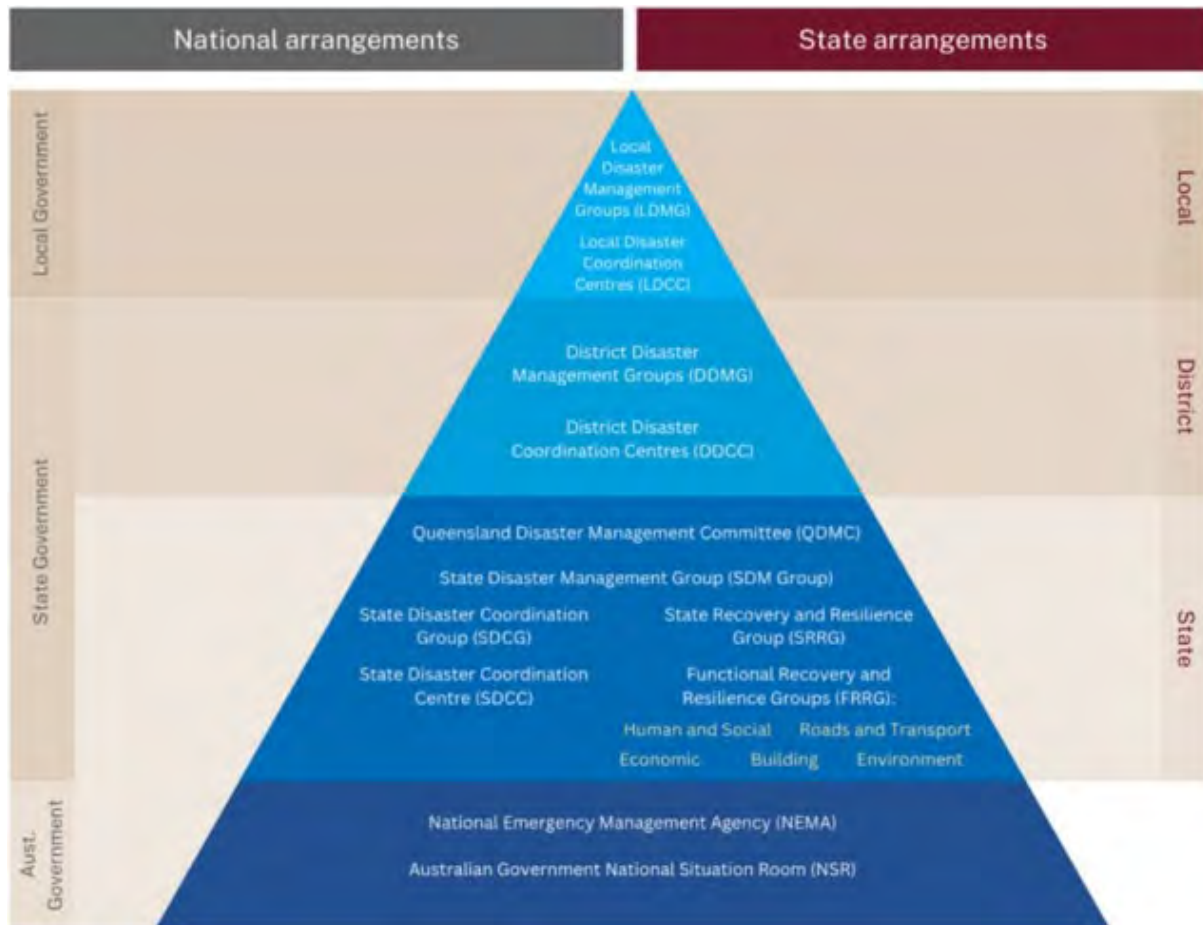 National arrangements
State arrangements
Local Government
Local
Disaster
Management
Groups (LDMG)
Local Disaster
Coordination
Centres (LDCC)
Local
State Government
District Disaster
Management Groups (DDMG)
District Disaster
Coordination Centres (DDCC)
District
Queensland Disaster Management Committee (QDMC)
State Disaster Management Group (SDM Group)
State Disaster Coordination
Group (SDCG)
State Recovery and Resilience
Group (SRRG)
State Disaster Coordination
Centre (SDCC)
Functional Recovery and
Resilience Groups (FRRG):
Human and Social
Roads and Transport
Economic
Building
Environment
State
Aust.
Government
National Emergency Management Agency (NEMA)
Australian Government National Situation Room (NSR)